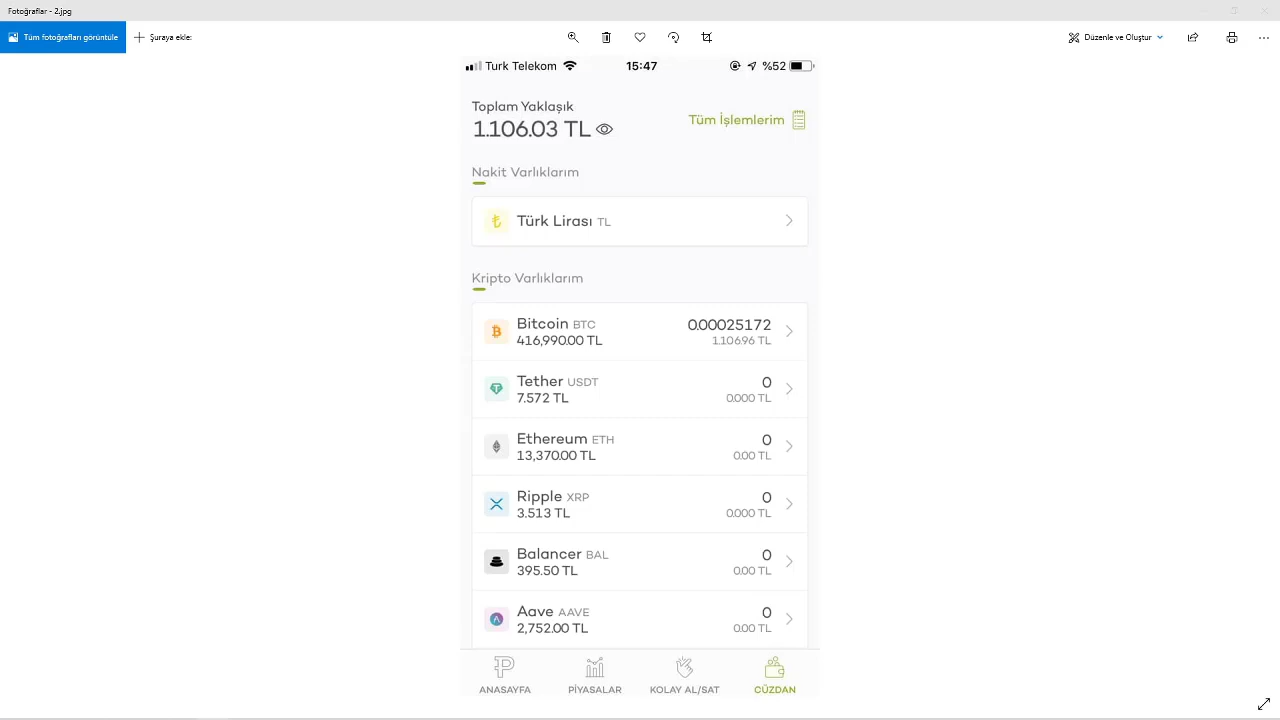 Fotoğraflar - 2.jpg
Tüm fotoğrafları görüntüle
Şuraya ekle:
Düzenle ve Oluştur
Turk Telekom 15:47 %52
Toplam Yaklaşık
1.106.03 TL
Tüm İşlemlerim
Nakit Varlıklarım
Türk Lirası TL
Kripto Varlıklarım
Bitcoin BTC 0.00025172
416,990.00 TL 1.106.96 TL
Tether USDT 0
7.572 TL 0.000 TL
Ethereum ETH 0
13,370.00 TL 0.00 TL
Ripple XRP 0
3.513 TL 0.000 TL
Balancer BAL 0
395.50 TL 0.00 TL
Aave AAVE 0
2,752.00 TL 0.00 TL
ANASAYFA PİYASALAR KOLAY AL/SAT CÜZDAN